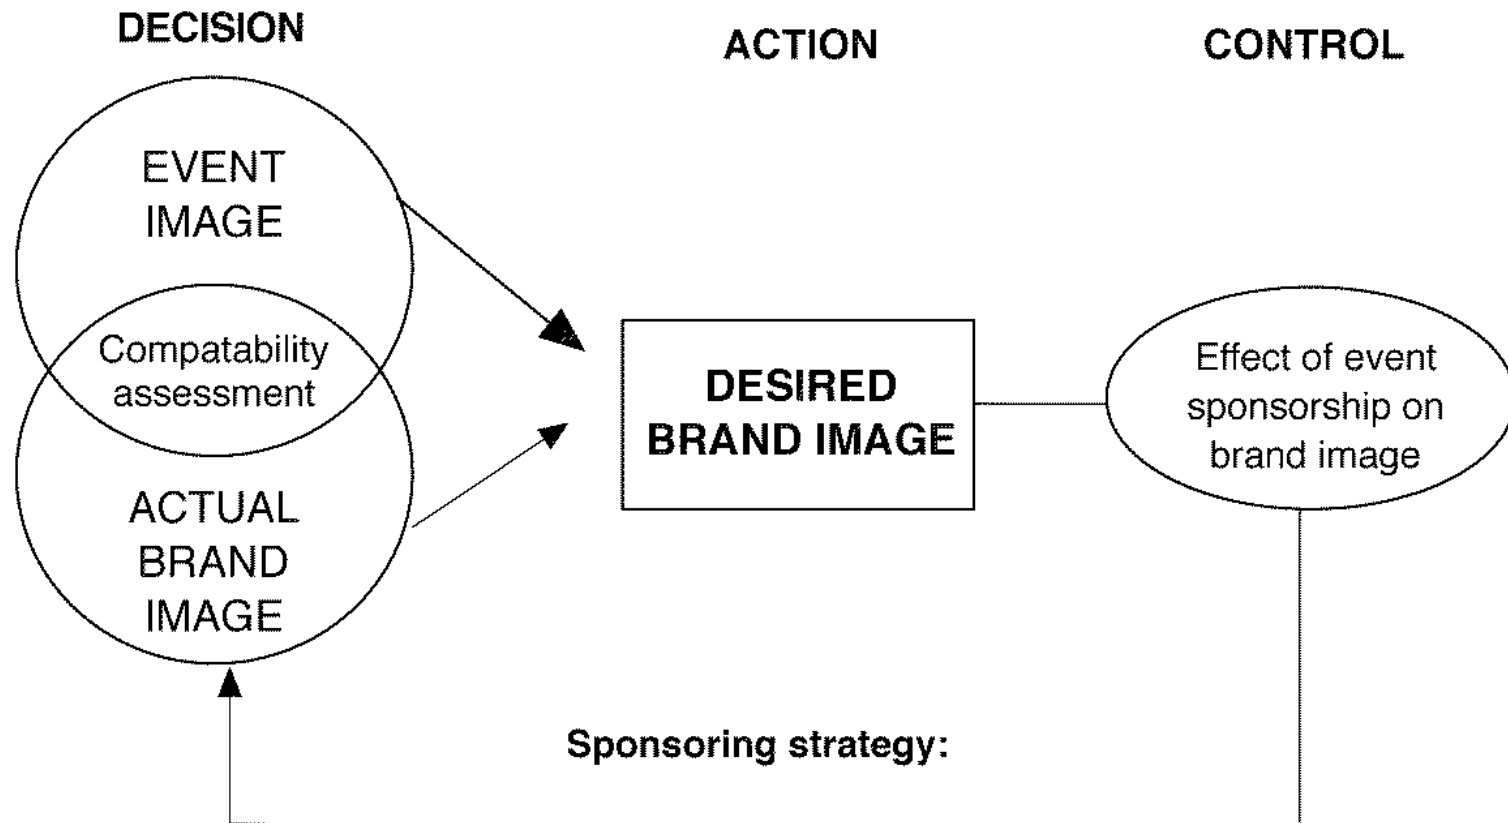 DECISION
ACTION
CONTROL
EVENT
IMAGE
Compatability
assessment
ACTUAL
BRAND
IMAGE
DESIRED
BRAND IMAGE
Effect of event
sponsorship on
brand image
Sponsoring strategy: